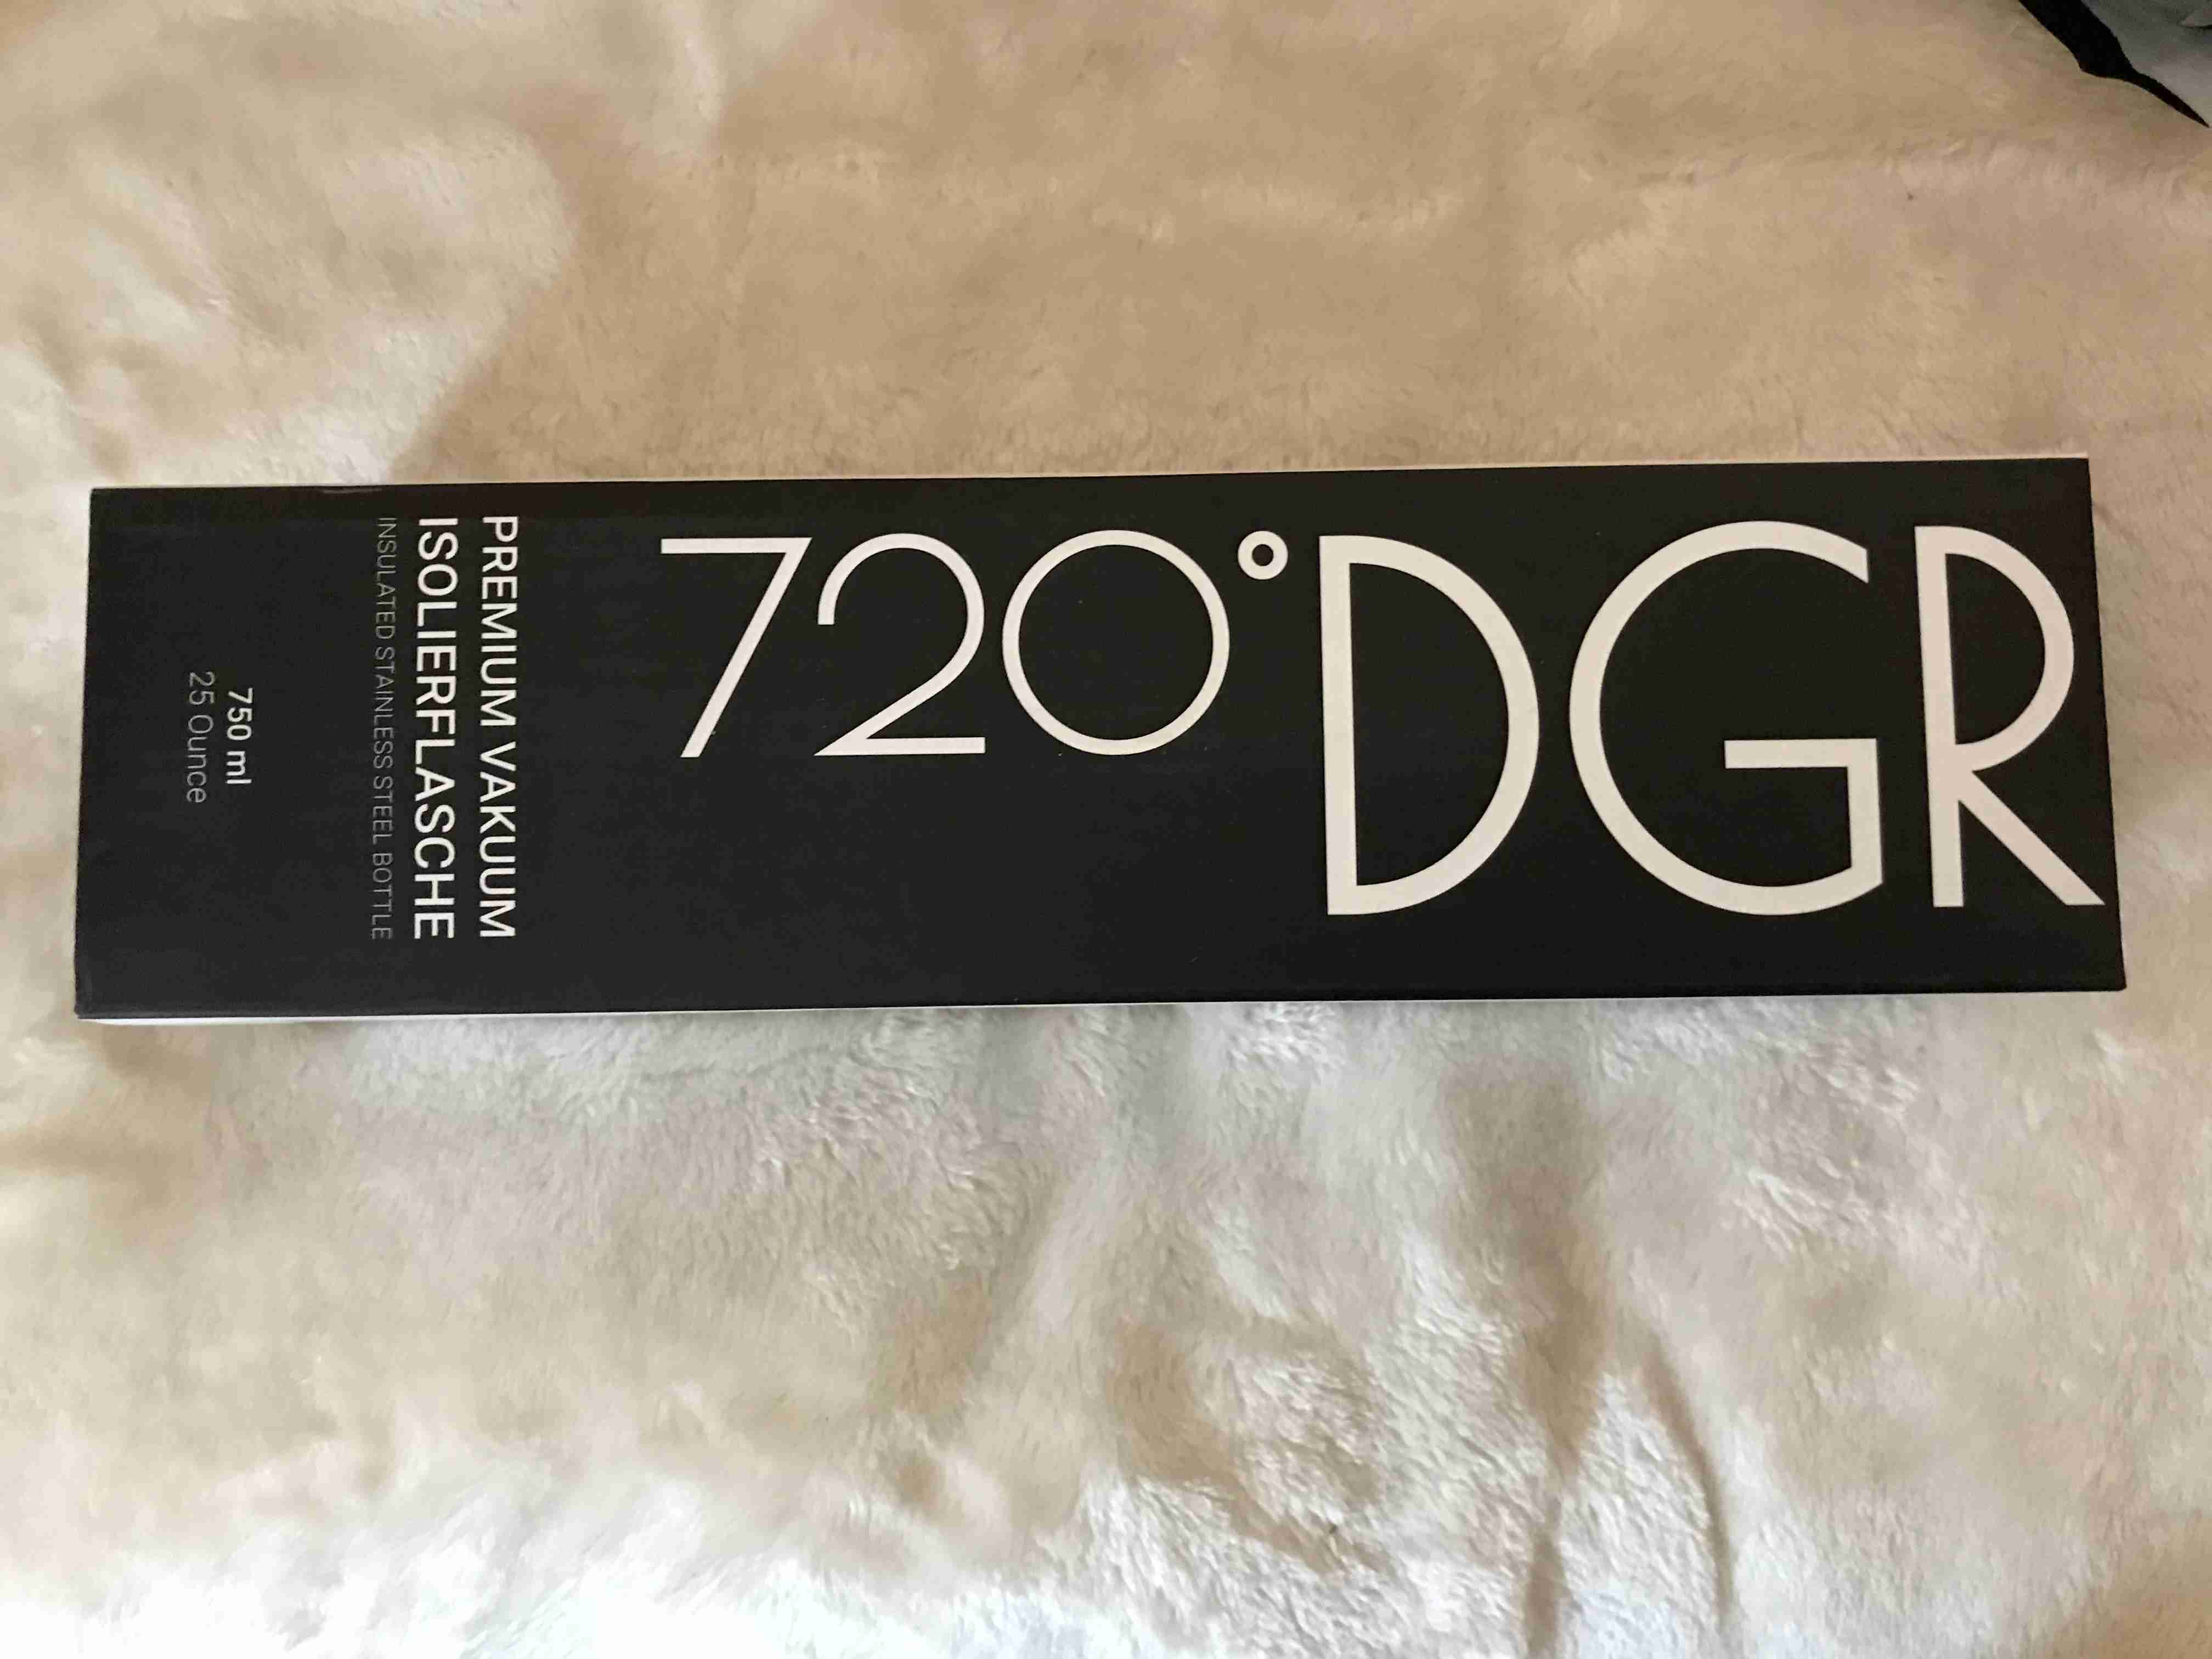 720°DGR
PREMIUM VAKUUM
ISOLIERFLASCHE
INSULATED STAINLESS STEEL BOTTLE
750 ml
25 Ounce